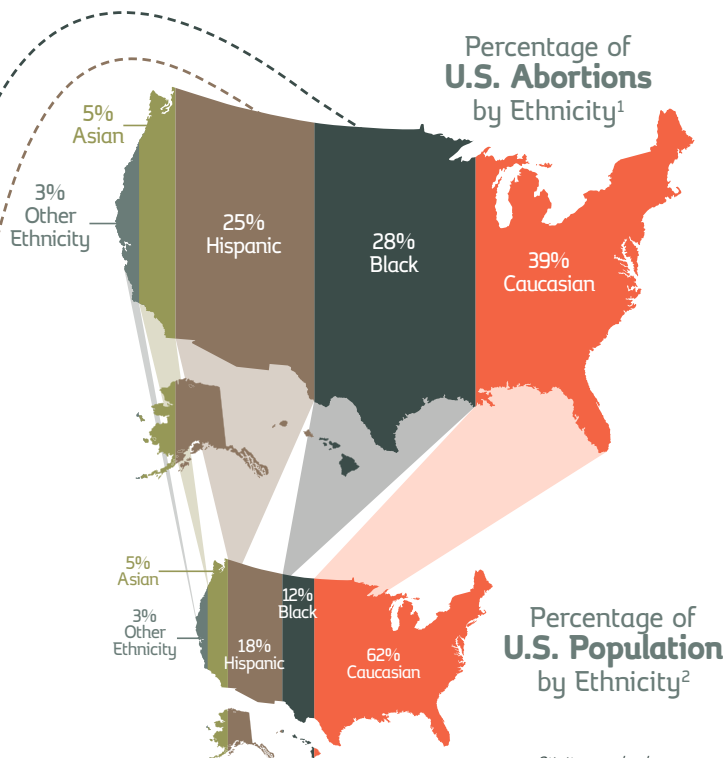 Percentage of
U.S. Abortions
by Ethnicity1
5%
Asian
3%
Other
Ethnicity
25%
Hispanic
28%
Black
39%
Caucasian
5%
Asian
3%
Other
Ethnicity
18%
Hispanic
12%
Black
62%
Caucasian
Percentage of
U.S. Population
by Ethnicity2